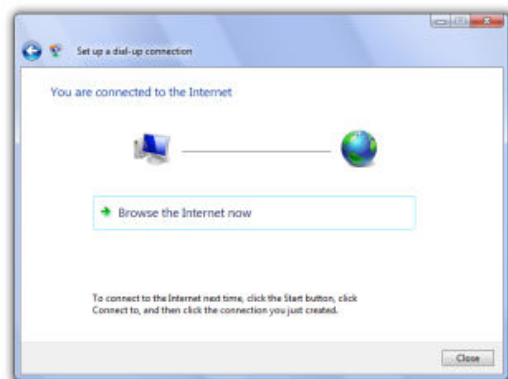 Set up a dial-up connection
You are connected to the Internet
Browse the Internet now
To connect to the Internet next time, click the Start button, click
Connect to, and then click the connection you just created.
Close